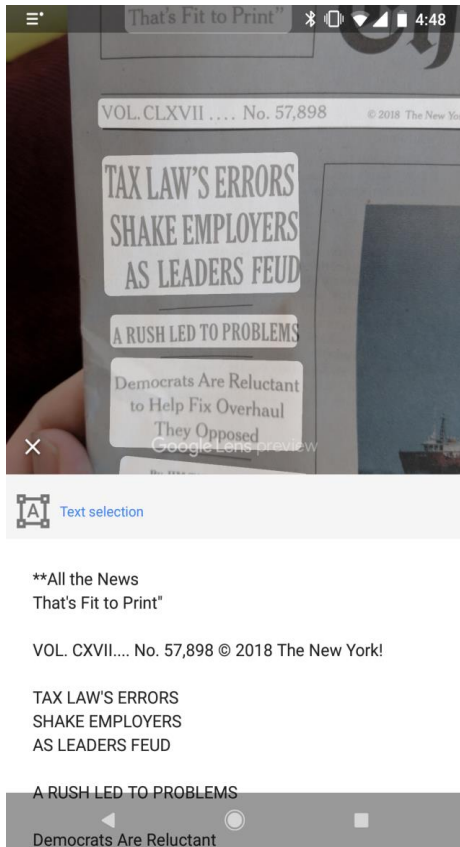 That's Fit to Print"
4:48
VOL. CLXVII .... No. 57,898 © 2018 The New Yo
TAX LAW'S ERRORS
SHAKE EMPLOYERS
AS LEADERS FEUD
A RUSH LED TO PROBLEMS
Democrats Are Reluctant
to Help Fix Overhaul
They Opposed
Google Lens preview
A Text selection
**All the News
That's Fit to Print"
VOL. CXVII.... No. 57,898 © 2018 The New York!
TAX LAW'S ERRORS
SHAKE EMPLOYERS
AS LEADERS FEUD
A RUSH LED TO PROBLEMS
Democrats Are Reluctant